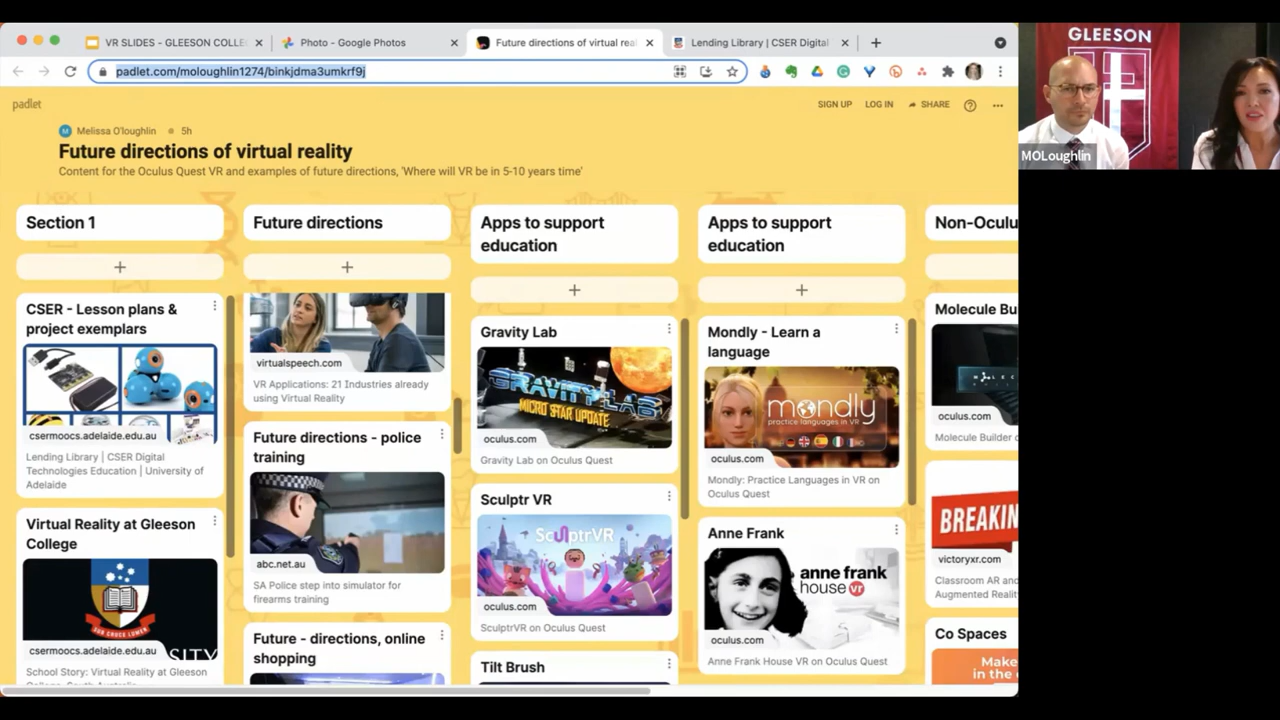 VR SLIDES - GLEESON COLLE
Photo - Google Photos
Future directions of virtual rea
Lending Library | CSER Digital
padlet.com/moloughlin1274/binkjdma3umkrf9j
padlet
SIGN UP
LOG IN
SHARE
M
Melissa O'loughlin
5h
Future directions of virtual reality
Content for the Oculus Quest VR and examples of future directions, 'Where will VR be in 5-10 years time'
Section 1
CSER - Lesson plans &
project exemplars
csermoocs.adelaide.edu.au
Lending Library | CSER Digital
Technologies Education | University of
Adelaide
Virtual Reality at Gleeson
College
SUB CRUCE LUMEN
csermoocs.adelaide.edu.au
SITY
School Story: Virtual Reality at Gleeson
Future directions
virtualspeech.com
VR Applications: 21 Industries already
using Virtual Reality
Future directions - police
training
abc.net.au
SA Police step into simulator for
firearms training
Future - directions, online
shopping
Apps to support
education
Gravity Lab
GRAVITY LAB
MICRO STAR UPDATE
oculus.com
Gravity Lab on Oculus Quest
Sculptr VR
SculptrVR
oculus.com
SculptrVR on Oculus Quest
Tilt Brush
Apps to support
education
Mondly - Learn a
language
mondly
practice languages in VR
oculus.com
Mondly: Practice Languages in VR on
Oculus Quest
Anne Frank
anne frank
house vr
oculus.com
Anne Frank House VR on Oculus Quest
Non-Ocul
Molecule Bu
oculus.com
Molecule Builder o
BREAKIN
victoryxr.com
Classroom AR and
Augmented Reality
Co Spaces
Make
in the
GLEESON
MOLoughlin